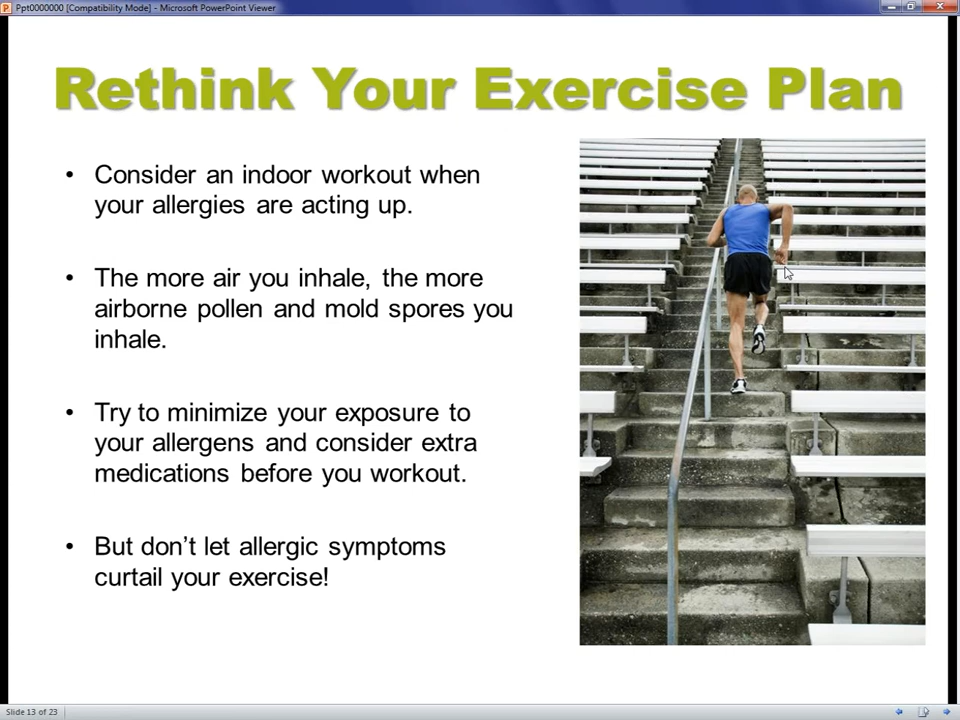 Ppt0000000 [Compatibility Mode] - Microsoft PowerPoint Viewer
Rethink Your Exercise Plan
• Consider an indoor workout when
your allergies are acting up.
• The more air you inhale, the more
airborne pollen and mold spores you
inhale.
• Try to minimize your exposure to
your allergens and consider extra
medications before you workout.
• But don’t let allergic symptoms
curtail your exercise!
Slide 13 of 23